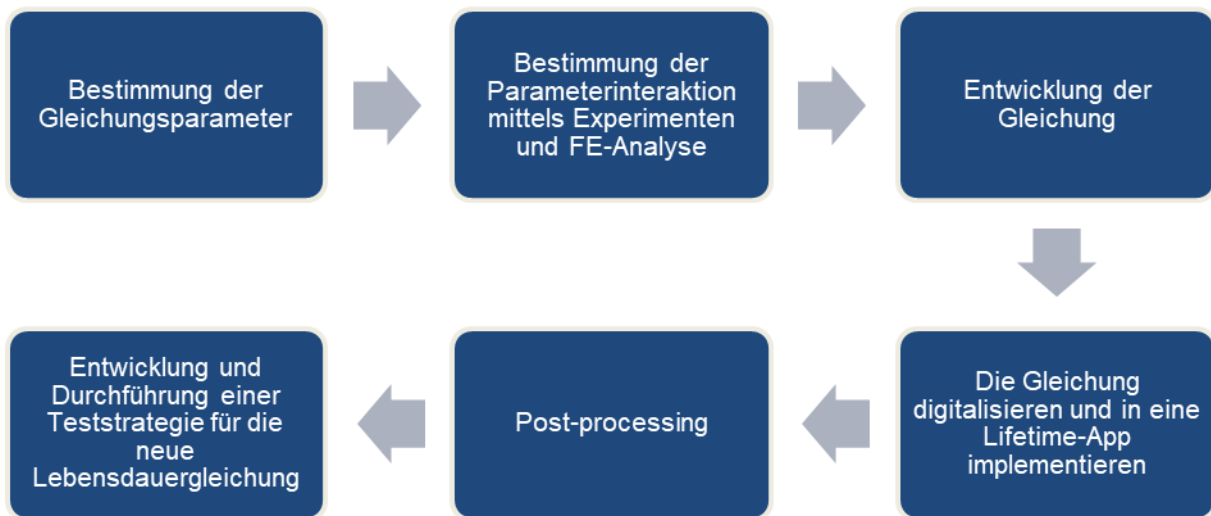 Bestimmung der
Gleichungsparameter
Bestimmung der
Parameterinteraktion
mittels Experimenten
und FE-Analyse
Entwicklung der
Gleichung
Die Gleichung
digitalisieren und in eine
Lifetime-App
implementieren
Post-processing
Entwicklung und
Durchführung einer
Teststrategie für die
neue
Lebensdauergleichung